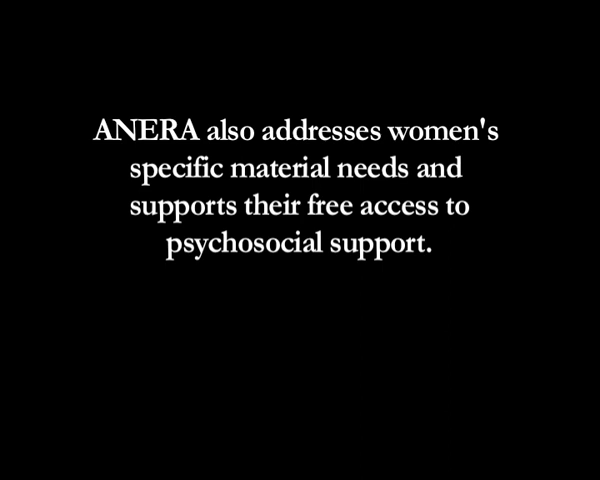 ANERA also addresses women's
specific material needs and
supports their free access to
psychosocial support.